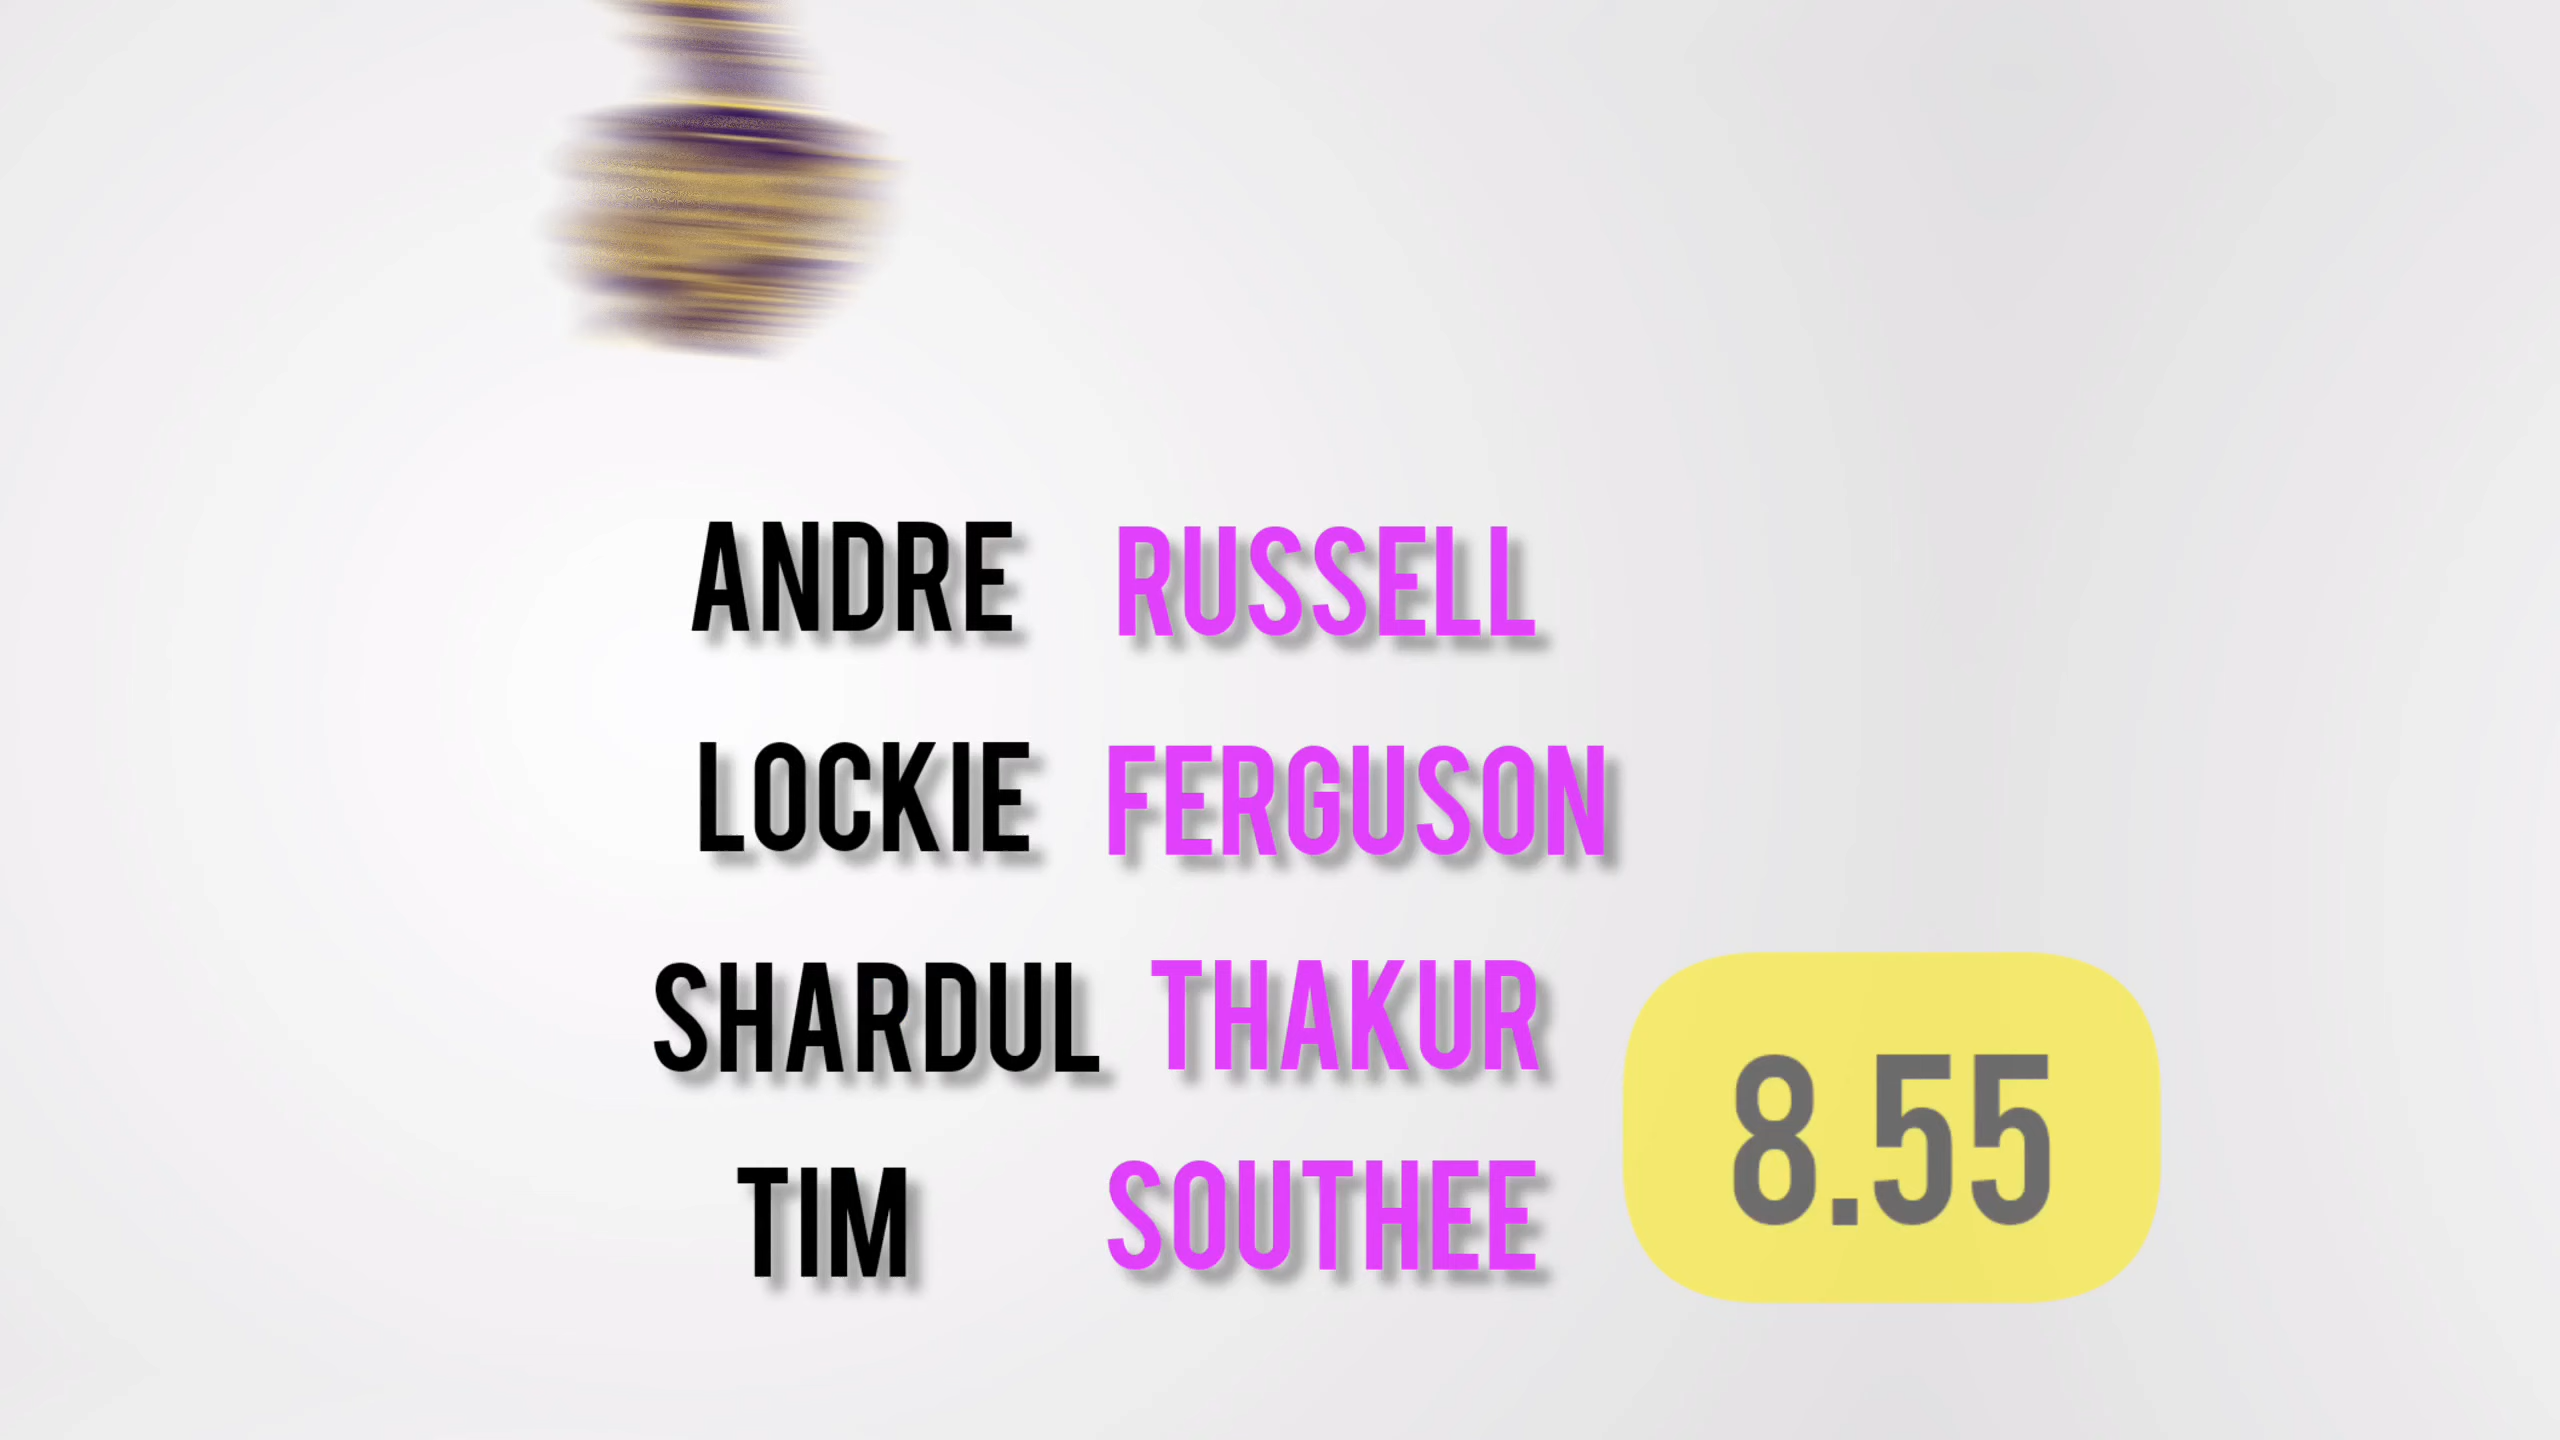 ANDRE RUSSELL
LOCKIE FERGUSON
SHARDUL THAKUR
TIM SOUTHEE
8.55